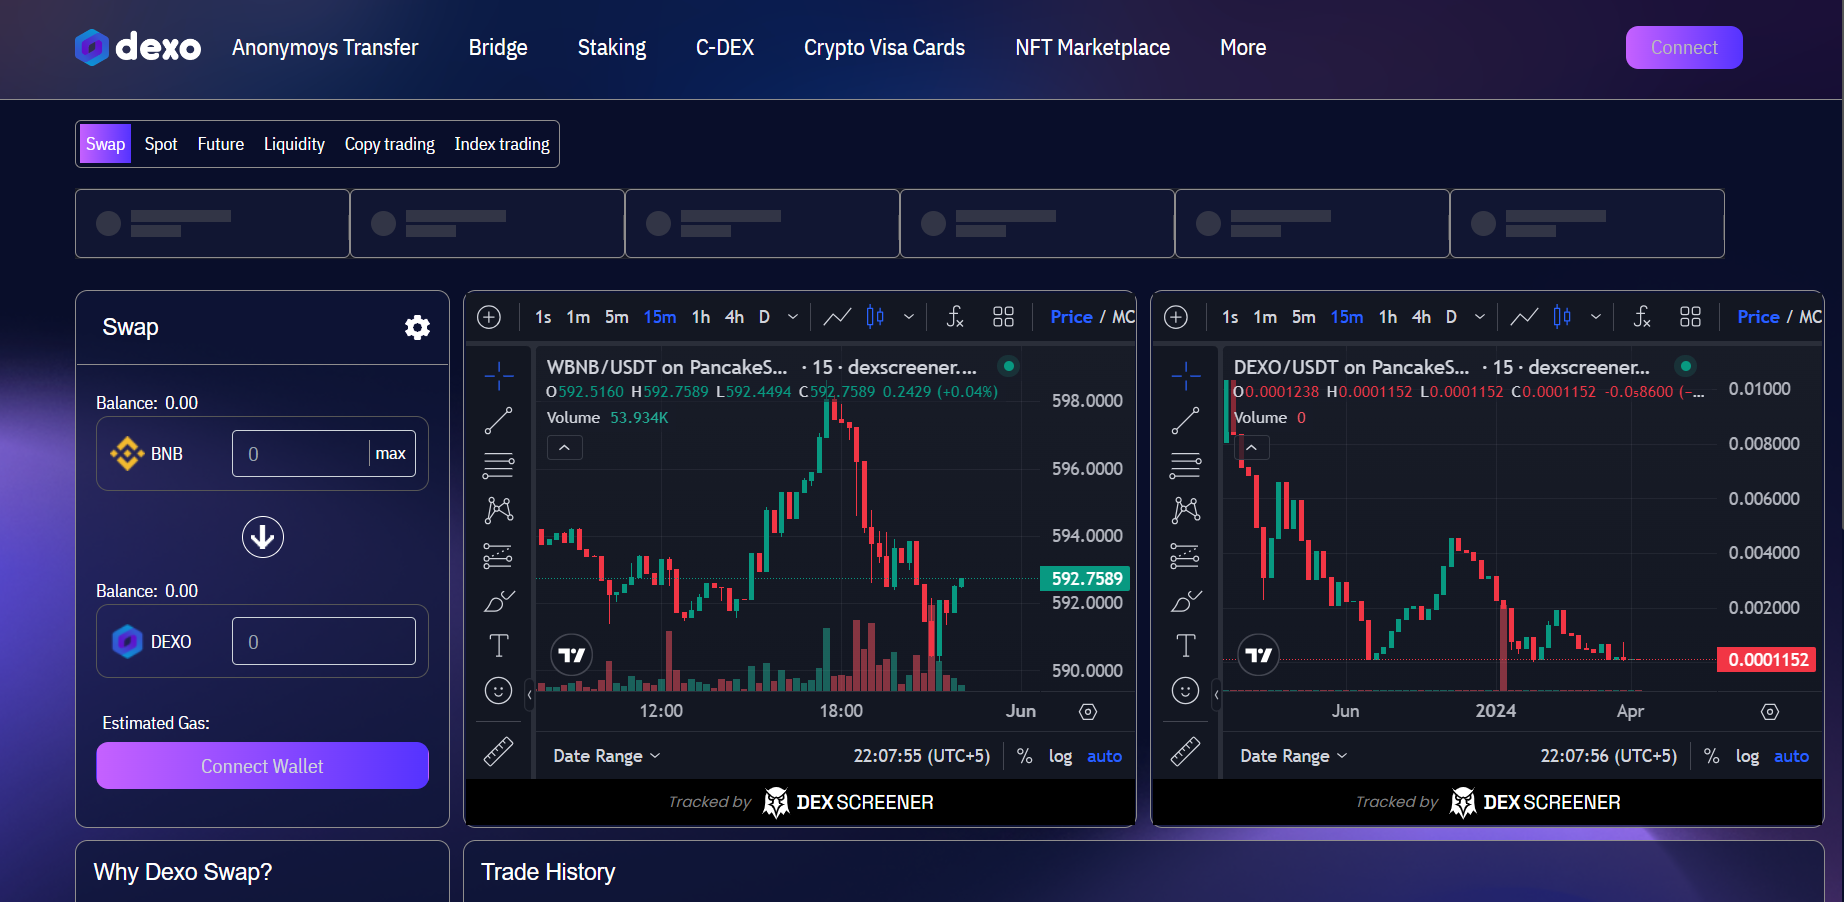 dexo Anonymoys Transfer Bridge Staking C-DEX Crypto Visa Cards NFT Marketplace More Connect
Swap Spot Future Liquidity Copy trading Index trading
Swap
Balance: 0.00
BNB 0 max
Balance: 0.00
DEXO 0
Estimated Gas:
Connect Wallet
1s 1m 5m 15m 1h 4h D Price / MC
WBNB/USDT on PancakeS... · 15 · dexscreener....
O592.5160 H592.7589 L592.4494 C592.7589 0.2429 (+0.04%)
Volume 53.934K
598.0000
596.0000
594.0000
592.7589
592.0000
590.0000
12:00 18:00 Jun
Date Range 22:07:55 (UTC+5) % log auto
Tracked by DEX SCREENER
1s 1m 5m 15m 1h 4h D Price / MC
DEXO/USDT on PancakeS... · 15 · dexscreener...
O0.0001238 H0.0001152 L0.0001152 C0.0001152 -0.0₅8600 (−...
Volume 0
0.01000
0.008000
0.006000
0.004000
0.002000
0.0001152
Jun 2024 Apr
Date Range 22:07:56 (UTC+5) % log auto
Tracked by DEX SCREENER
Why Dexo Swap?
Trade History